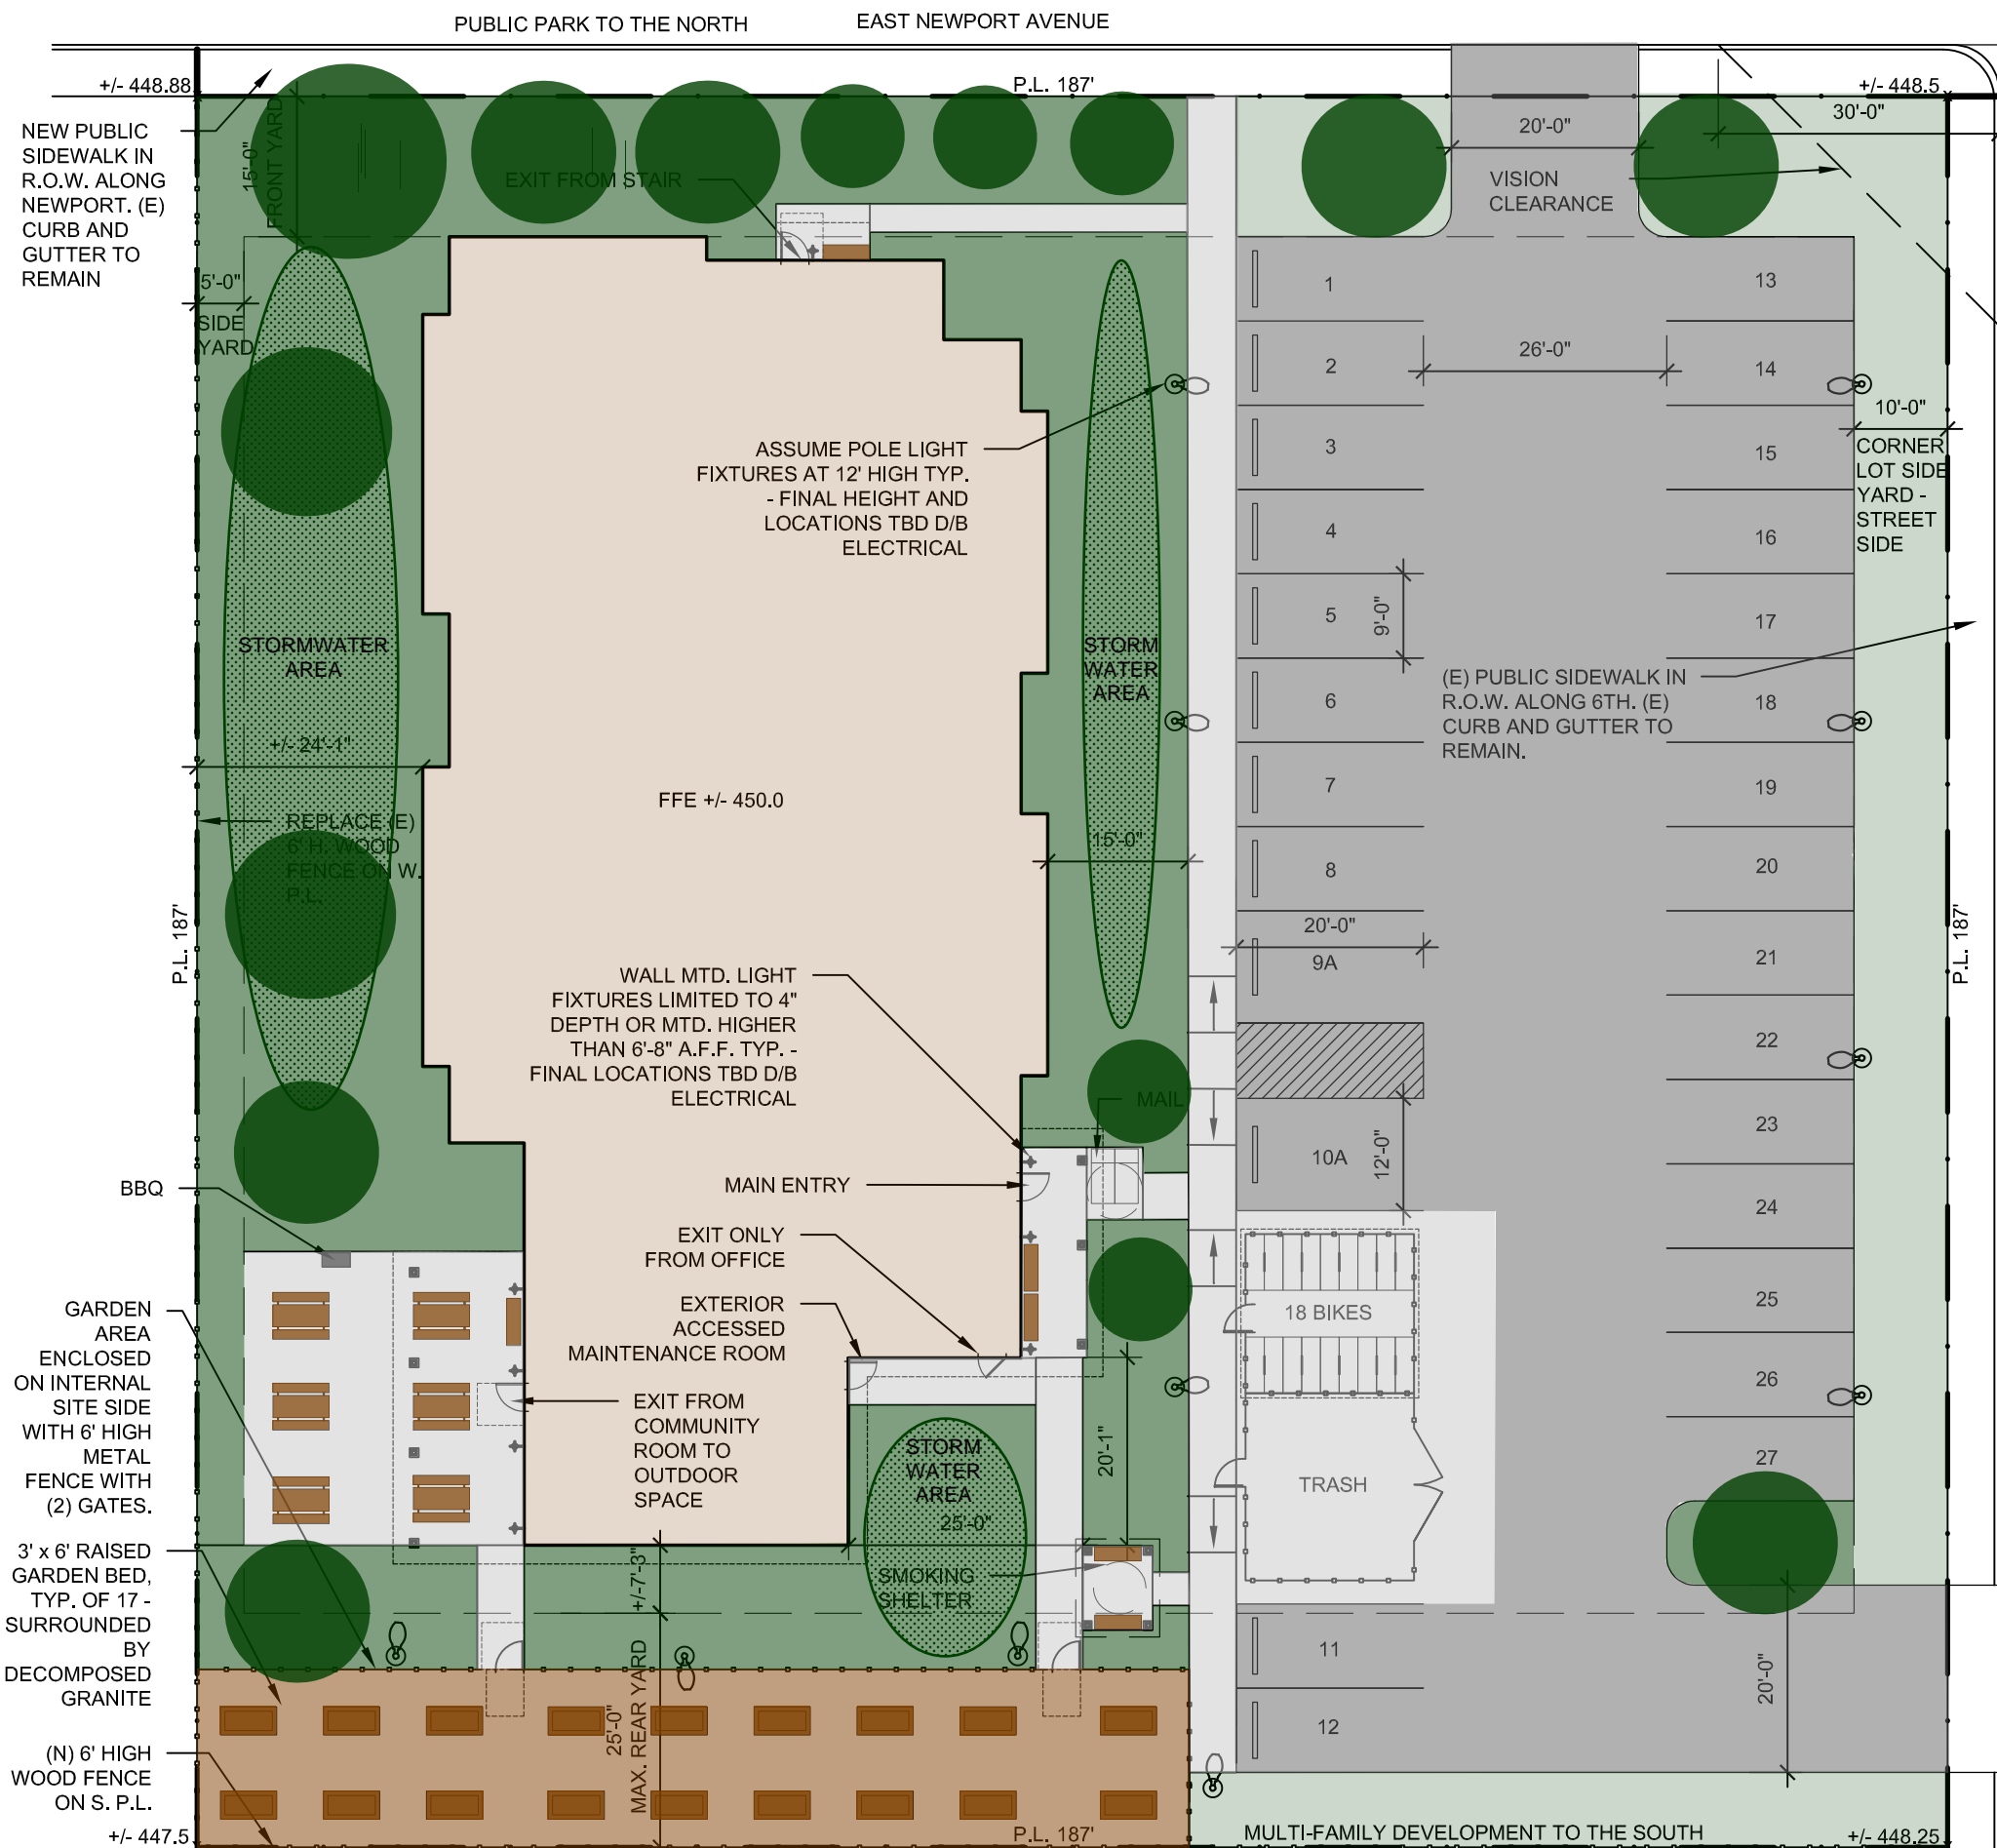 PUBLIC PARK TO THE NORTH
EAST NEWPORT AVENUE
+/- 448.88
P.L. 187'
+/- 448.5
30'-0"
NEW PUBLIC
SIDEWALK IN
R.O.W. ALONG
NEWPORT. (E)
CURB AND
GUTTER TO
REMAIN
15'-0"
FRONT YARD
EXIT FROM STAIR
20'-0"
VISION
CLEARANCE
5'-0"
SIDE
YARD
1
2
3
4
5
6
7
8
9A
10A
11
12
13
14
15
16
17
18
19
20
21
22
23
24
25
26
27
26'-0"
10'-0"
CORNER
LOT SIDE
YARD -
STREET
SIDE
ASSUME POLE LIGHT
FIXTURES AT 12' HIGH TYP.
- FINAL HEIGHT AND
LOCATIONS TBD D/B
ELECTRICAL
9'-0"
STORMWATER
AREA
STORM
WATER
AREA
(E) PUBLIC SIDEWALK IN
R.O.W. ALONG 6TH. (E)
CURB AND GUTTER TO
REMAIN.
+/- 24'-1"
FFE +/- 450.0
REPLACE (E)
6' H. WOOD
FENCE ON W.
P.L.
15'-0"
P.L. 187'
P.L. 187'
20'-0"
WALL MTD. LIGHT
FIXTURES LIMITED TO 4"
DEPTH OR MTD. HIGHER
THAN 6'-8" A.F.F. TYP. -
FINAL LOCATIONS TBD D/B
ELECTRICAL
MAIL
12'-0"
BBQ
MAIN ENTRY
EXIT ONLY
FROM OFFICE
EXTERIOR
ACCESSED
MAINTENANCE ROOM
18 BIKES
GARDEN
AREA
ENCLOSED
ON INTERNAL
SITE SIDE
WITH 6' HIGH
METAL
FENCE WITH
(2) GATES.
EXIT FROM
COMMUNITY
ROOM TO
OUTDOOR
SPACE
STORM
WATER
AREA
20'-1"
TRASH
25'-0"
3' x 6' RAISED
GARDEN BED,
TYP. OF 17 -
SURROUNDED
BY
DECOMPOSED
GRANITE
+/-7'-3"
SMOKING
SHELTER
25'-0"
MAX. REAR YARD
20'-0"
(N) 6' HIGH
WOOD FENCE
ON S. P.L.
+/- 447.5
P.L. 187'
MULTI-FAMILY DEVELOPMENT TO THE SOUTH
+/- 448.25